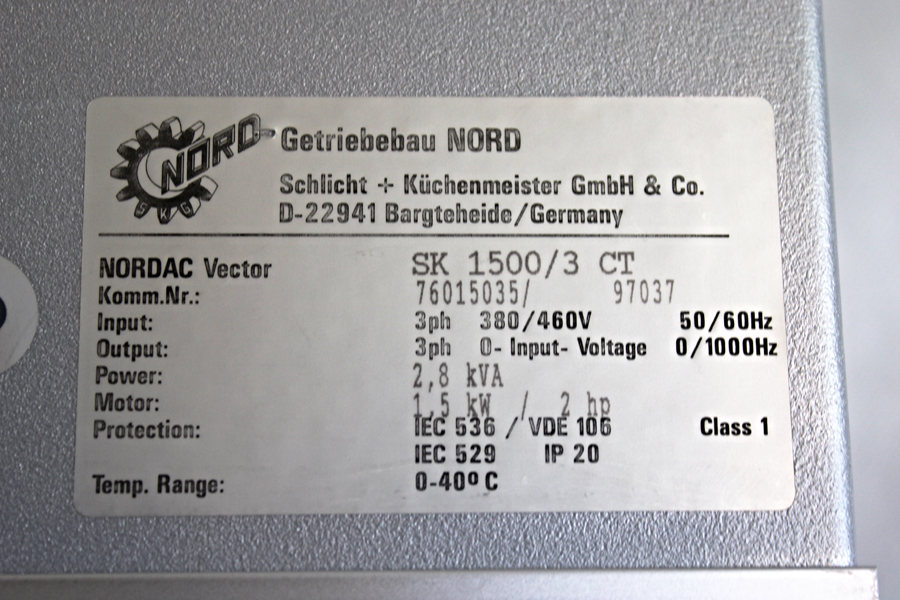 NORD
SKG
Getriebebau NORD
Schlicht + Küchenmeister GmbH & Co.
D-22941 Bargteheide/Germany
NORDAC Vector SK 1500/3 CT
Komm.Nr.: 76015035/ 97037
Input: 3ph 380/460V 50/60Hz
Output: 3ph 0- Input- Voltage 0/1000Hz
Power: 2,8 kVA
Motor: 1,5 kW / 2 hp
Protection: IEC 536 / VDE 106 Class 1
IEC 529 IP 20
Temp. Range: 0-40º C